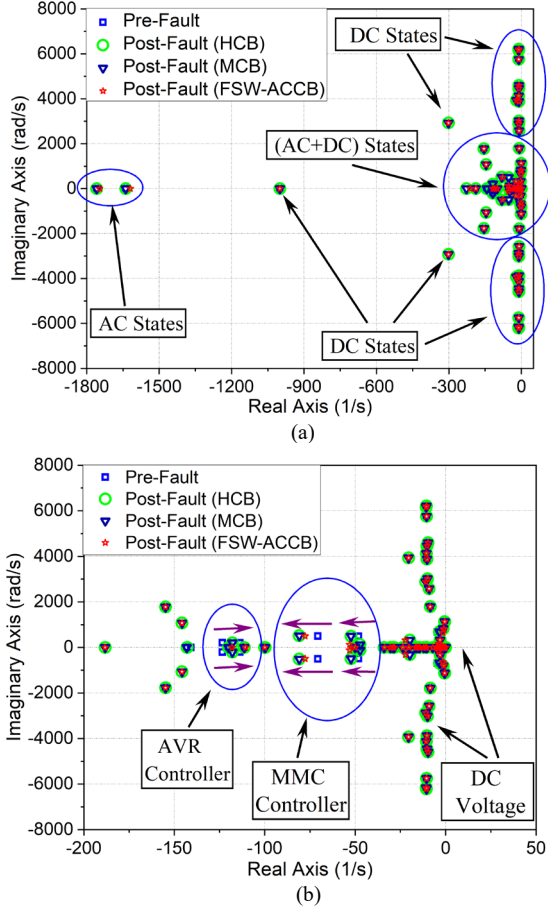 8000
6000
4000
2000
0
-2000
-4000
-6000
-8000
Imaginary Axis (rad/s)
Pre-Fault
Post-Fault (HCB)
Post-Fault (MCB)
Post-Fault (FSW-ACCB)
DC States
(AC+DC) States
AC States
DC States
-1800 -1500 -1200 -900 -600 -300 0
Real Axis (1/s)
(a)
8000
6000
4000
2000
0
-2000
-4000
-6000
-8000
Imaginary Axis (rad/s)
Pre-Fault
Post-Fault (HCB)
Post-Fault (MCB)
Post-Fault (FSW-ACCB)
AVR
Controller
MMC
Controller
DC
Voltage
-200 -150 -100 -50 0 50
Real Axis (1/s)
(b)